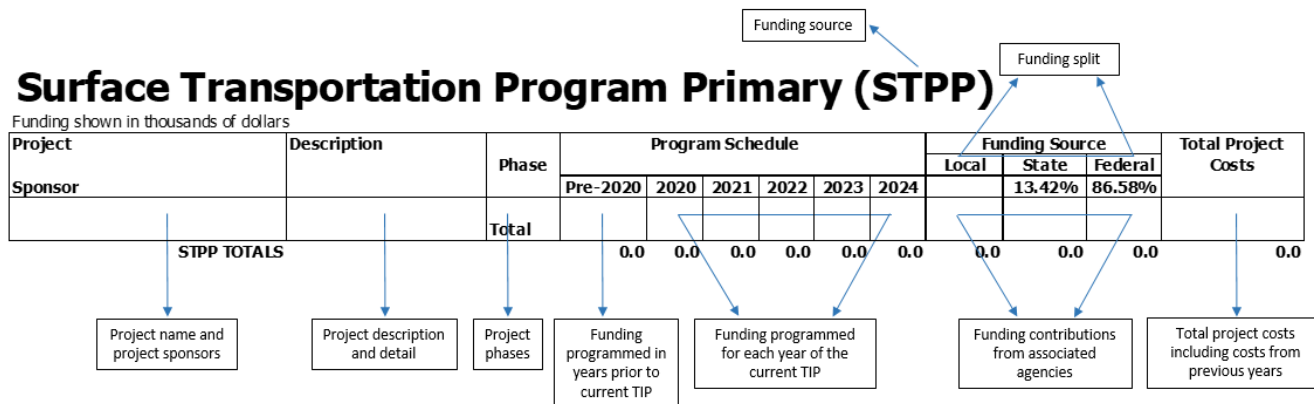 Funding source
Funding split
Surface Transportation Program Primary (STPP)
Funding shown in thousands of dollars
Project
Description
Phase
Program Schedule
Funding Source
Total Project
Costs
Local
State
Federal
Sponsor
Pre-2020 2020 2021 2022 2023 2024
13.42% 86.58%
Total
STPP TOTALS 0.0 0.0 0.0 0.0 0.0 0.0 0.0 0.0 0.0 0.0
Project name and
project sponsors
Project description
and detail
Project
phases
Funding
programmed in
years prior to
current TIP
Funding programmed
for each year of the
current TIP
Funding contributions
from associated
agencies
Total project costs
including costs from
previous years